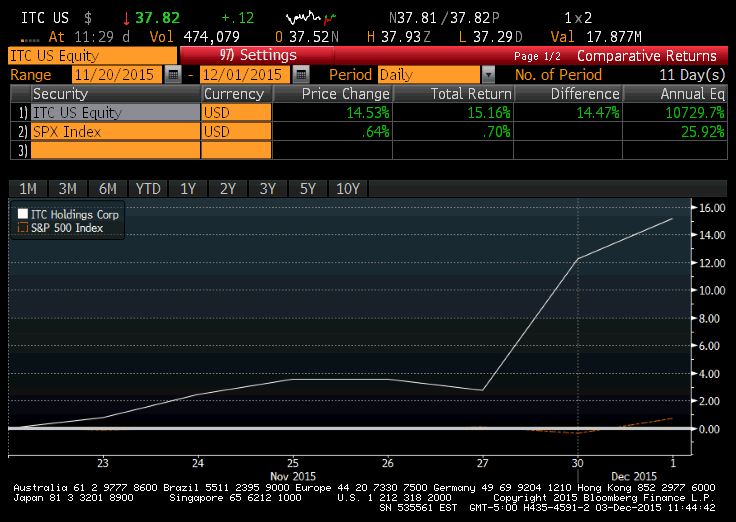 ITC US $ ↓ 37.82 +.12 N37.81 / 37.82P 1 x 2
At 11:29 d Vol 474,079 O 37.52N H 37.93Z L 37.29D Val 17.877M
ITC US Equity 97) Settings Page 1/2 Comparative Returns
Range 11/20/2015 - 12/01/2015 Period Daily No. of Period 11 Day(s)
Security Currency Price Change Total Return Difference Annual Eq
1) ITC US Equity USD 14.53% 15.16% 14.47% 10729.7%
2) SPX Index USD .64% .70% 25.92%
3)
1M 3M 6M YTD 1Y 2Y 3Y 5Y 10Y
ITC Holdings Corp
S&P 500 Index
16.00
14.00
12.00
10.00
8.00
6.00
4.00
2.00
0.00
23 24 25 26 27 30 1
Nov 2015 Dec 2015
Australia 61 2 9777 8600 Brazil 5511 2395 9000 Europe 44 20 7330 7500 Germany 49 69 9204 1210 Hong Kong 852 2977 6000
Japan 81 3 3201 8900 Singapore 65 6212 1000 U.S. 1 212 318 2000 Copyright 2015 Bloomberg Finance L.P.
SN 535561 EST GMT-5:00 H435-4591-2 03-Dec-2015 11:44:42